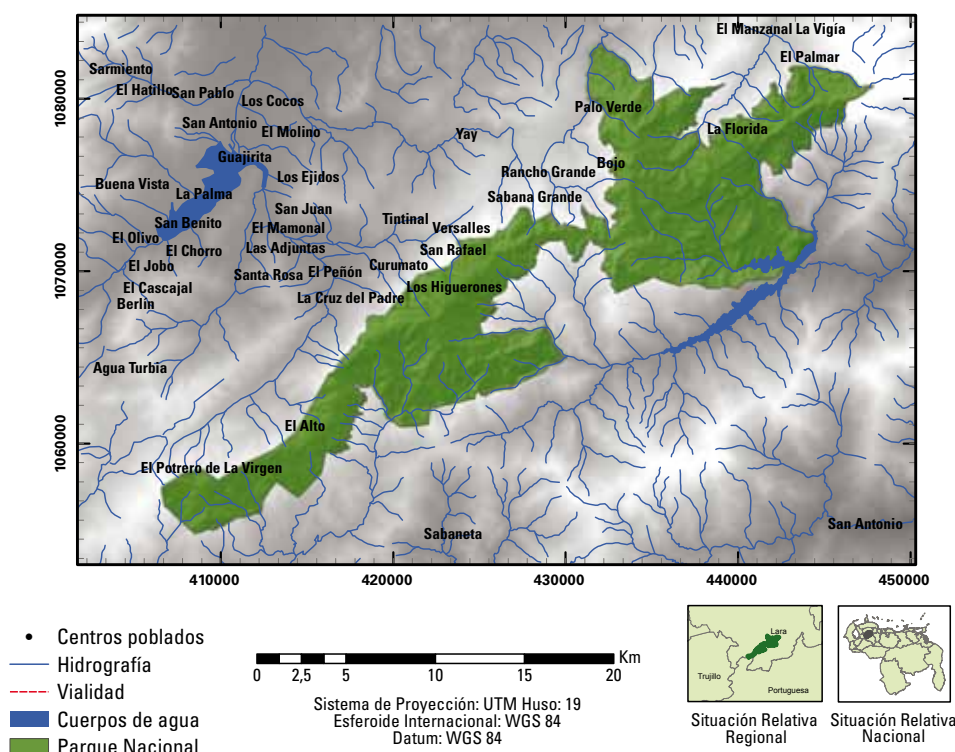 El Manzanal La Vigía
El Palmar
Sarmiento
El Hatillo
San Pablo
Los Cocos
Palo Verde
San Antonio
El Molino
Yay
La Florida
Guajirita
Bojo
Rancho Grande
Los Ejidos
Buena Vista
La Palma
Sabana Grande
San Juan
Tintinal
San Benito
El Mamonal
Versalles
El Olivo
El Chorro
Las Adjuntas
San Rafael
El Jobo
Santa Rosa
El Peñón
Curumato
El Cascajal
Los Higuerones
Berlín
La Cruz del Padre
Agua Turbia
El Alto
El Potrero de La Virgen
San Antonio
Sabaneta
1080000
1070000
1060000
410000
420000
430000
440000
450000
Centros poblados
Hidrografía
Vialidad
Cuerpos de agua
Parque Nacional
0 2,5 5 10 15 20 Km
Sistema de Proyección: UTM Huso: 19
Esferoide Internacional: WGS 84
Datum: WGS 84
Lara
Trujillo
Portuguesa
Situación Relativa
Regional
Situación Relativa
Nacional